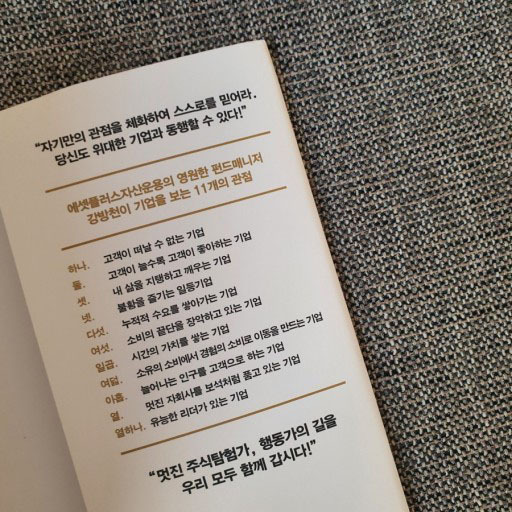 “자기만의 관점을 체화하여 스스로를 믿어라.
당신도 위대한 기업과 동행할 수 있다!”
에셋플러스자산운용의 영원한 펀드매니저
강방천이 기업을 보는 11개의 관점
하나. 고객이 떠날 수 없는 기업
둘. 고객이 늘수록 고객이 좋아하는 기업
셋. 내 삶을 지탱하고 깨우는 기업
넷. 불황을 즐기는 일등기업
다섯. 누적적 수요를 쌓아가는 기업
여섯. 소비의 끝단을 장악하고 있는 기업
일곱. 시간의 가치를 쌓는 기업
여덟. 소유의 소비에서 경험의 소비로 이동을 만드는 기업
아홉. 늘어나는 인구를 고객으로 하는 기업
열. 멋진 자회사를 보석처럼 품고 있는 기업
열하나. 유능한 리더가 있는 기업
“멋진 주식탐험가, 행동가의 길을
우리 모두 함께 갑시다!”